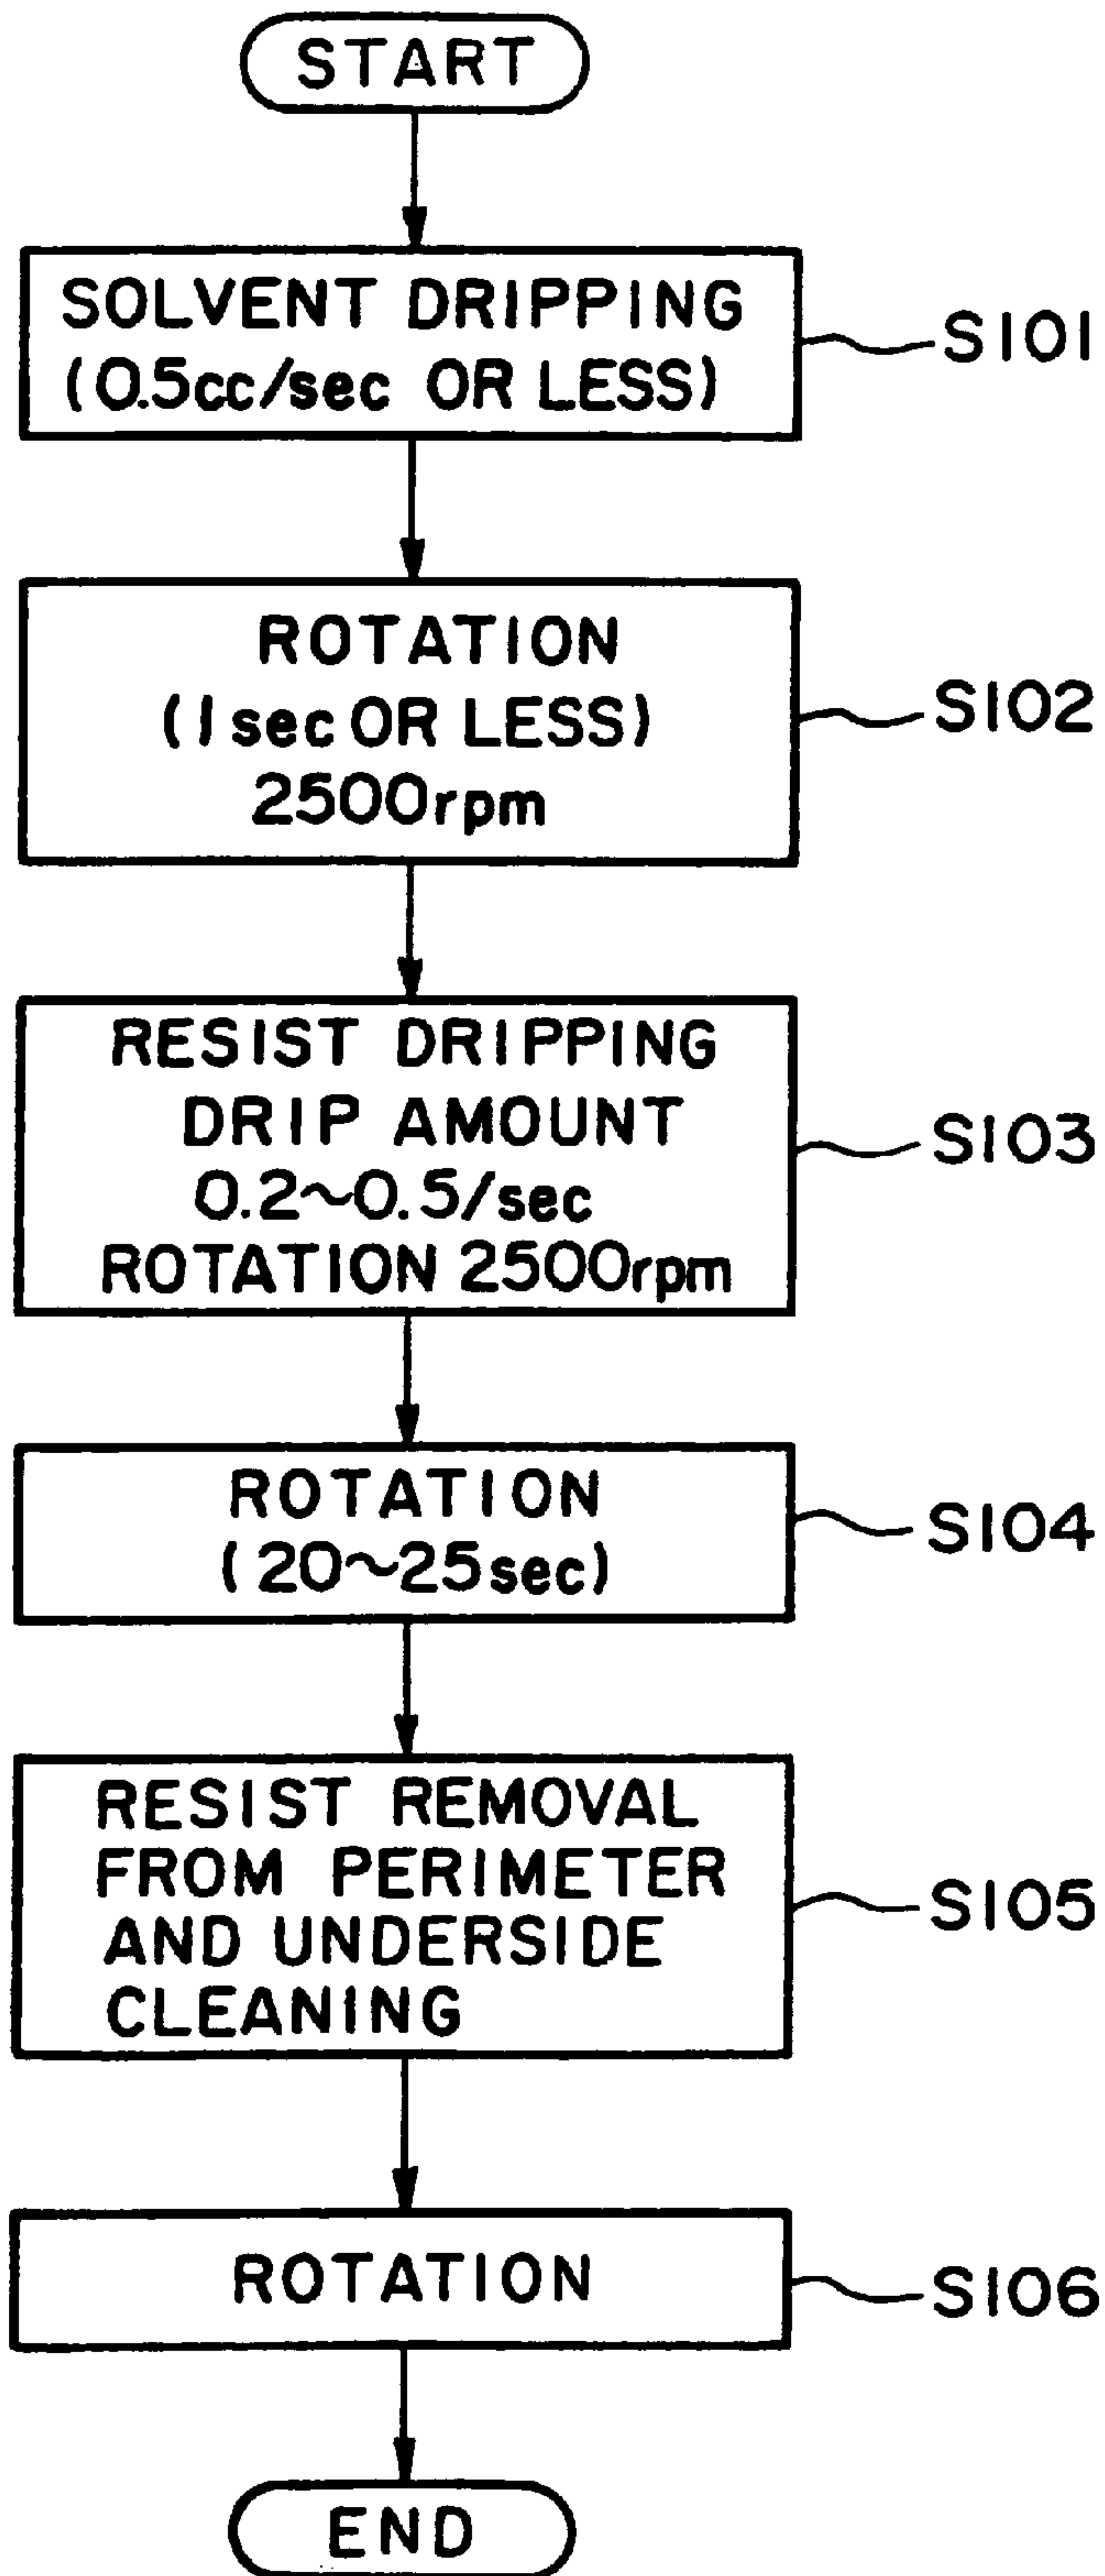 START
SOLVENT DRIPPING
(0.5cc/sec OR LESS)
S101
ROTATION
(1 sec OR LESS)
2500rpm
S102
RESIST DRIPPING
DRIP AMOUNT
0.2~0.5/sec
ROTATION 2500rpm
S103
ROTATION
(20~25sec)
S104
RESIST REMOVAL
FROM PERIMETER
AND UNDERSIDE
CLEANING
S105
ROTATION
S106
END